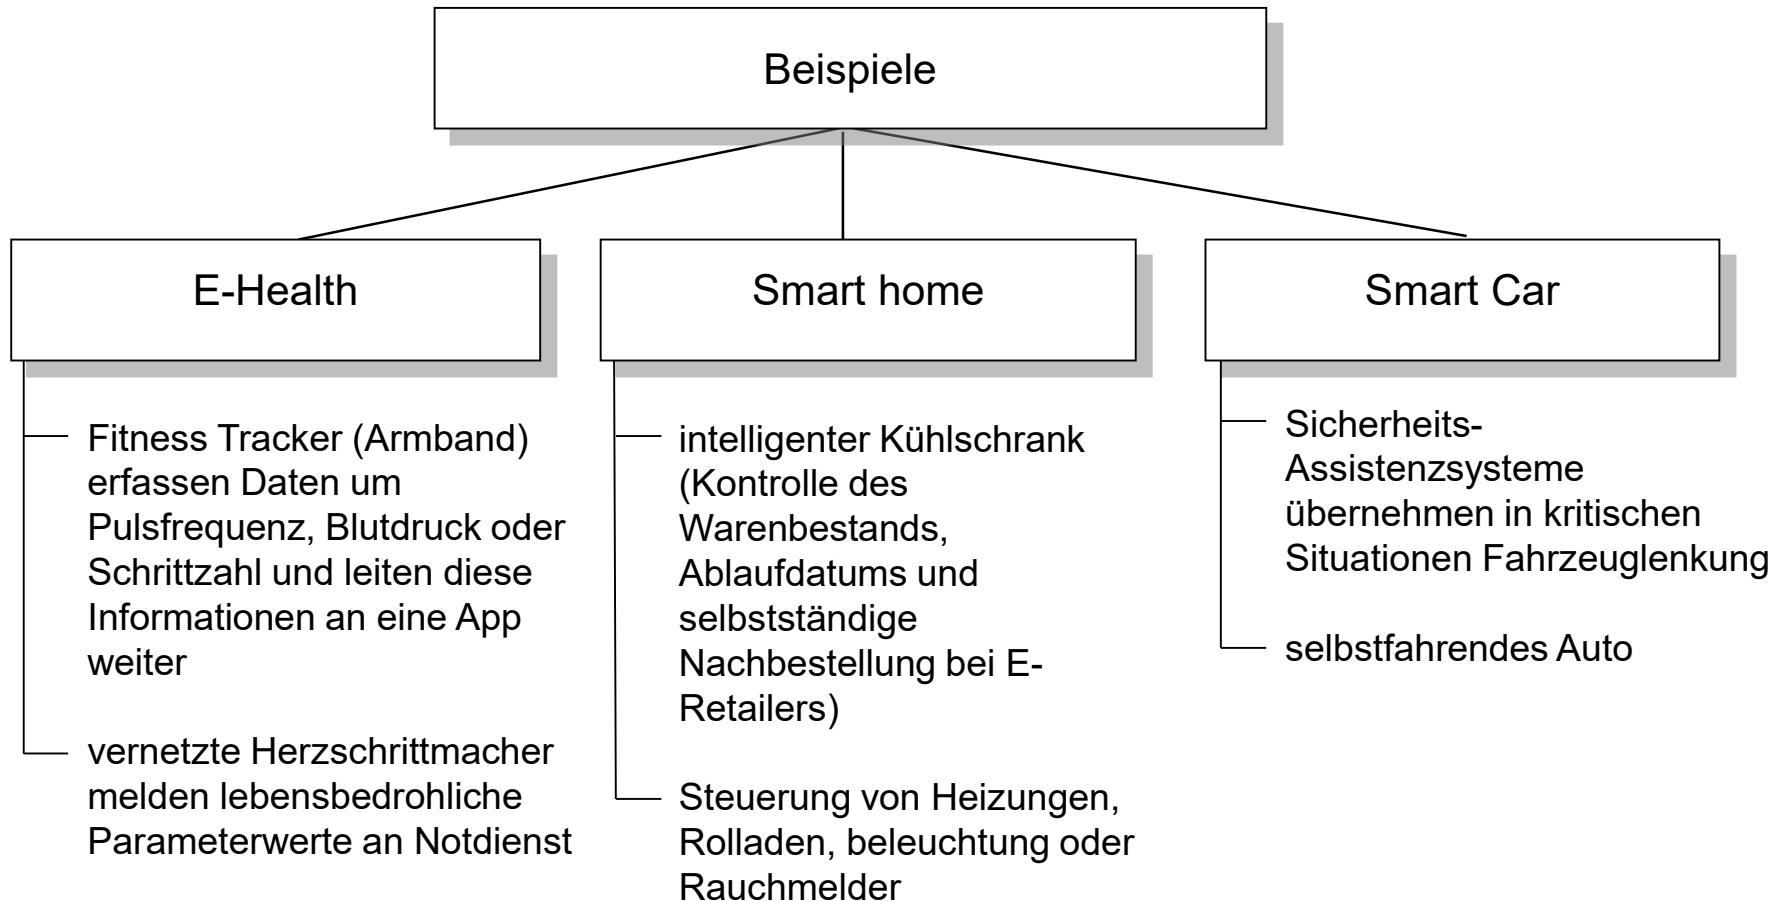 Beispiele
E-Health
Fitness Tracker (Armband)
erfassen Daten um
Pulsfrequenz, Blutdruck oder
Schrittzahl und leiten diese
Informationen an eine App
weiter
vernetzte Herzschrittmacher
melden lebensbedrohliche
Parameterwerte an Notdienst
Smart home
intelligenter Kühlschrank
(Kontrolle des
Warenbestands,
Ablaufdatums und
selbstständige
Nachbestellung bei E-
Retailers)
Steuerung von Heizungen,
Rolladen, beleuchtung oder
Rauchmelder
Smart Car
Sicherheits-
Assistenzsysteme
übernehmen in kritischen
Situationen Fahrzeuglenkung
selbstfahrendes Auto